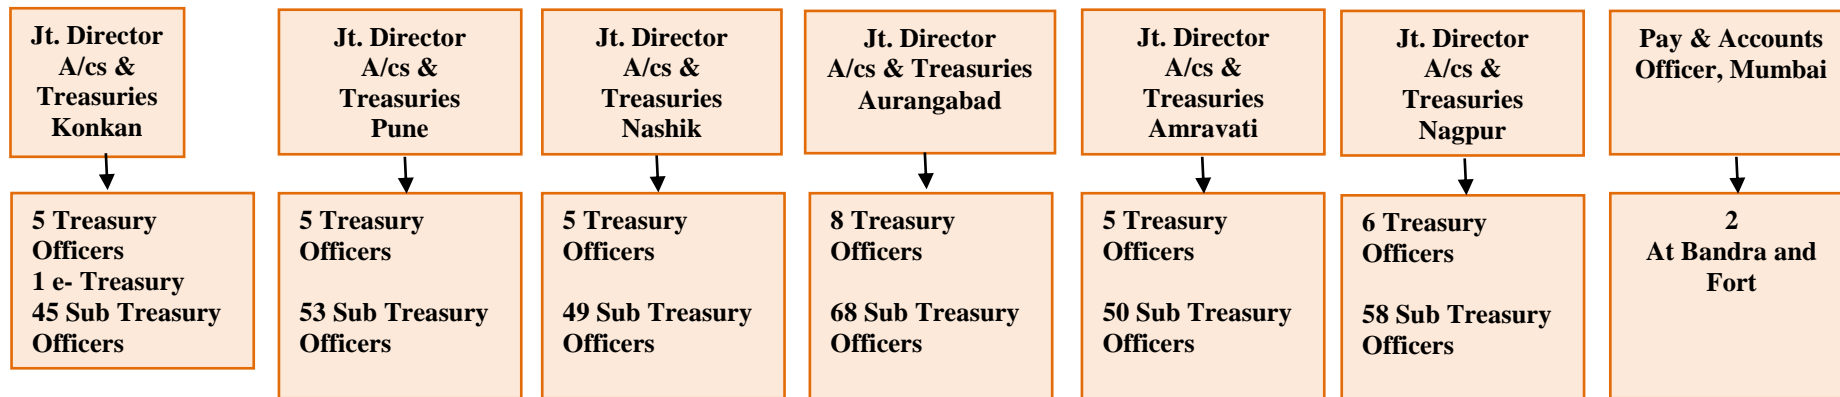 Jt. Director
A/cs &
Treasuries
Konkan
Jt. Director
A/cs &
Treasuries
Pune
Jt. Director
A/cs &
Treasuries
Nashik
Jt. Director
A/cs & Treasuries
Aurangabad
Jt. Director
A/cs &
Treasuries
Amravati
Jt. Director
A/cs &
Treasuries
Nagpur
Pay & Accounts
Officer, Mumbai
5 Treasury
Officers
1 e- Treasury
45 Sub Treasury
Officers
5 Treasury
Officers
53 Sub Treasury
Officers
5 Treasury
Officers
49 Sub Treasury
Officers
8 Treasury
Officers
68 Sub Treasury
Officers
5 Treasury
Officers
50 Sub Treasury
Officers
6 Treasury
Officers
58 Sub Treasury
Officers
2
At Bandra and
Fort